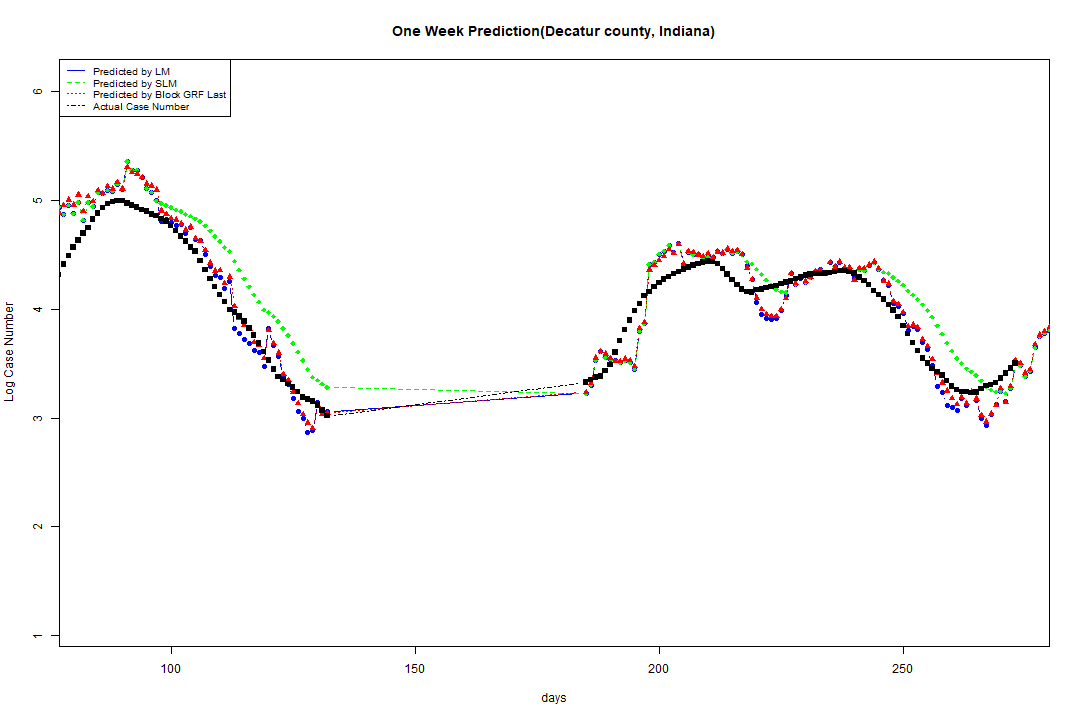 One Week Prediction(Decatur county, Indiana)
Predicted by LM
Predicted by SLM
Predicted by Block GRF Last
Actual Case Number
6
5
4
3
2
1
Log Case Number
100
150
200
250
days